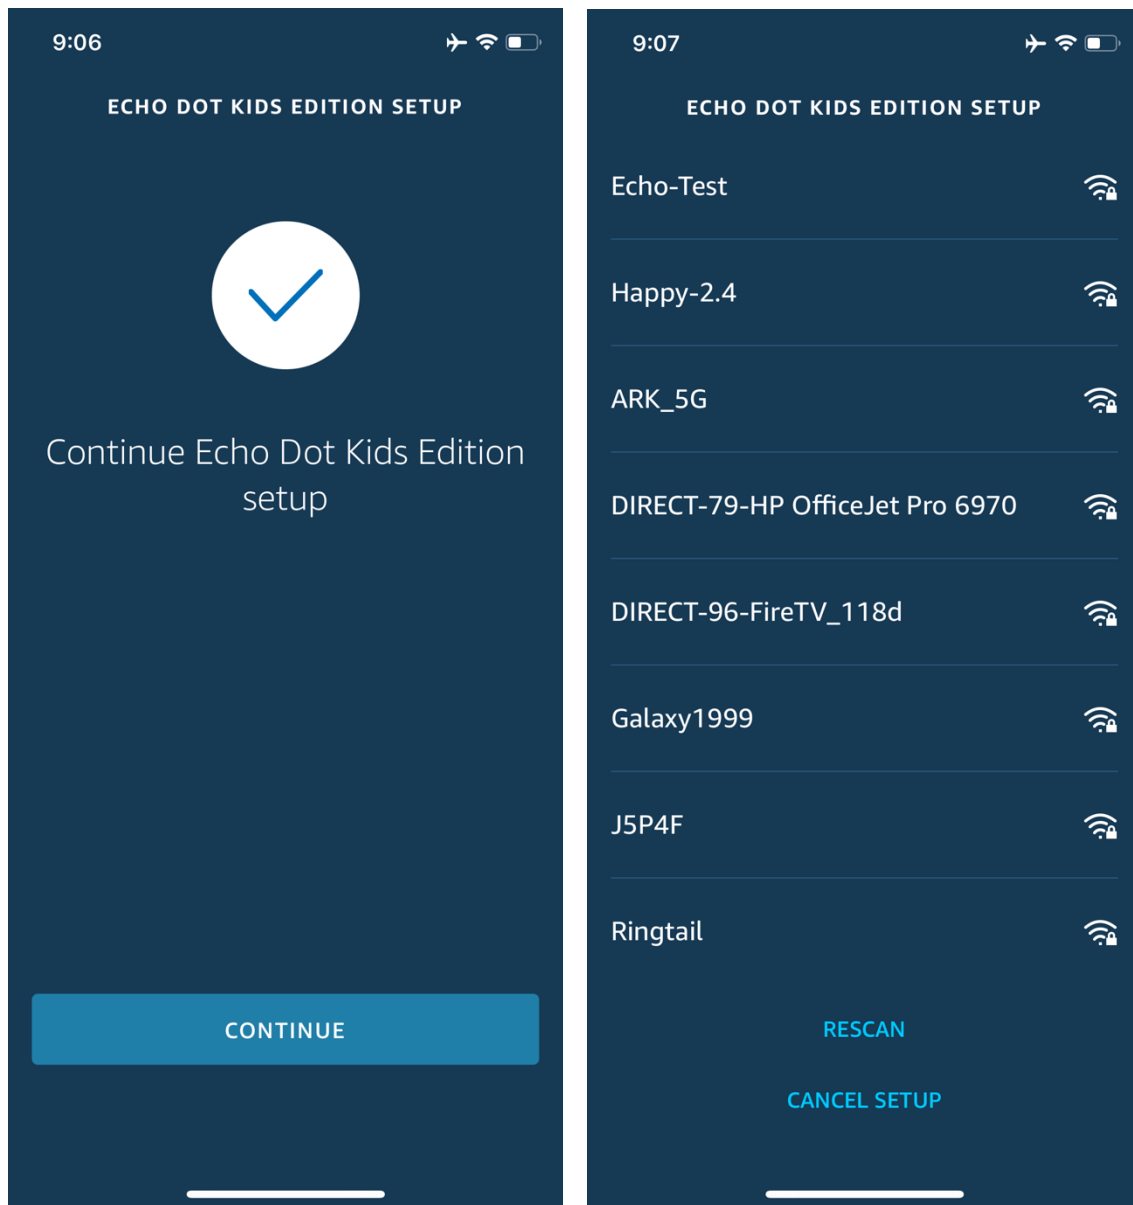 9:06
ECHO DOT KIDS EDITION SETUP
Continue Echo Dot Kids Edition
setup
CONTINUE
9:07
ECHO DOT KIDS EDITION SETUP
Echo-Test
Happy-2.4
ARK_5G
DIRECT-79-HP OfficeJet Pro 6970
DIRECT-96-FireTV_118d
Galaxy1999
J5P4F
Ringtail
RESCAN
CANCEL SETUP